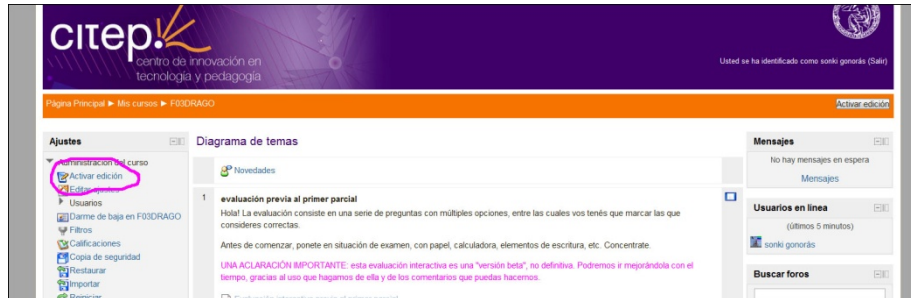 citep.
centro de innovación en
tecnología y pedagogía
Usted se ha identificado como sonki gonorás (Salir)
Página Principal ► Mis cursos ► F03DRAGO
Activar edición
Ajustes
Administración del curso
Activar edición
Editar ajustes
Usuarios
Darme de baja en F03DRAGO
Filtros
Calificaciones
Copia de seguridad
Restaurar
Importar
Reiniciar
Diagrama de temas
Novedades
1
evaluación previa al primer parcial
Hola! La evaluación consiste en una serie de preguntas con múltiples opciones, entre las cuales vos tenés que marcar las que
consideres correctas.
Antes de comenzar, ponete en situación de examen, con papel, calculadora, elementos de escritura, etc. Concentrate.
UNA ACLARACIÓN IMPORTANTE: esta evaluación interactiva es una "versión beta", no definitiva. Podremos ir mejorándola con el
tiempo, gracias al uso que hagamos de ella y de los comentarios que puedas hacernos.
Evaluación interactiva previa al primer parcial
Mensajes
No hay mensajes en espera
Mensajes
Usuarios en línea
(últimos 5 minutos)
sonki gonorás
Buscar foros